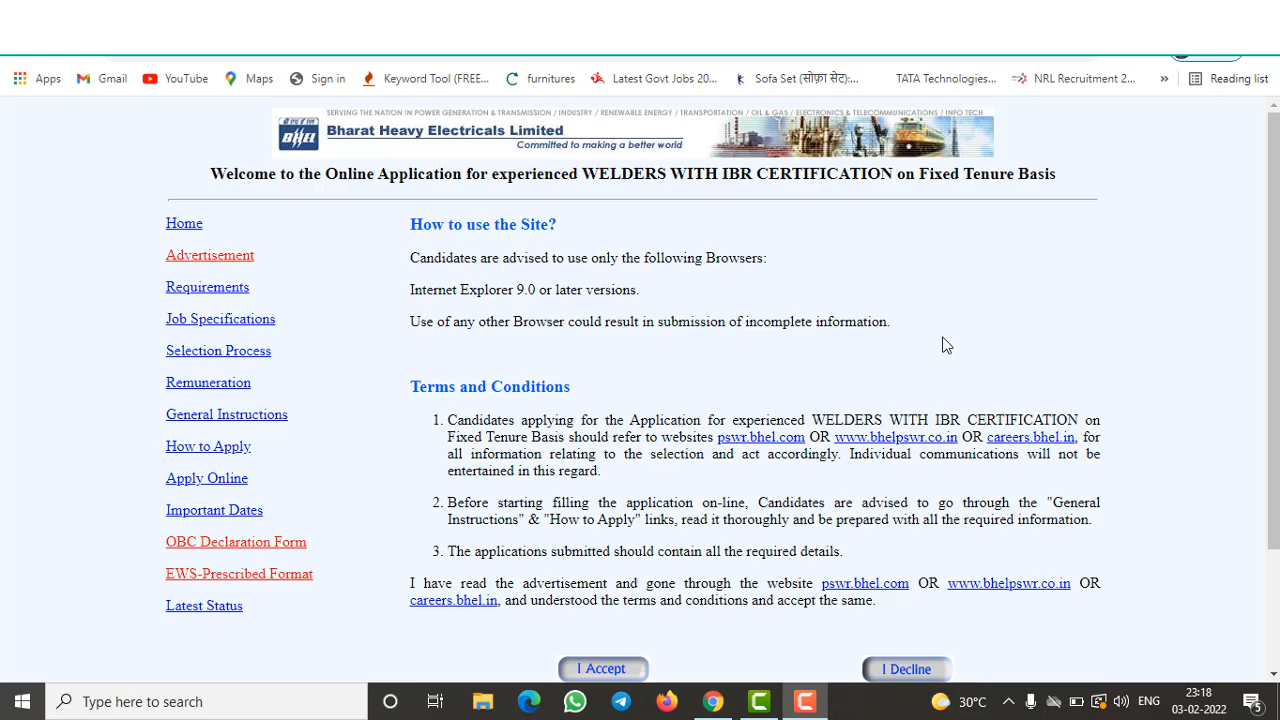 Apps
Gmail
YouTube
Maps
Sign in
Keyword Tool (FREE...
furnitures
Latest Govt Jobs 20...
Sofa Set (सोफ़ा सेट):...
TATA Technologies...
NRL Recruitment 2...
»
Reading list
SERVING THE NATION IN POWER GENERATION & TRANSMISSION / INDUSTRY / RENEWABLE ENERGY / TRANSPORTATION / OIL & GAS / ELECTRONICS & TELECOMMUNICATIONS / INFO TECH
BHEL
Bharat Heavy Electricals Limited
Committed to making a better world
Welcome to the Online Application for experienced WELDERS WITH IBR CERTIFICATION on Fixed Tenure Basis
Home
Advertisement
Requirements
Job Specifications
Selection Process
Remuneration
General Instructions
How to Apply
Apply Online
Important Dates
OBC Declaration Form
EWS-Prescribed Format
Latest Status
How to use the Site?
Candidates are advised to use only the following Browsers:
Internet Explorer 9.0 or later versions.
Use of any other Browser could result in submission of incomplete information.
Terms and Conditions
1. Candidates applying for the Application for experienced WELDERS WITH IBR CERTIFICATION on
Fixed Tenure Basis should refer to websites pswr.bhel.com OR www.bhelpswr.co.in OR careers.bhel.in, for
all information relating to the selection and act accordingly. Individual communications will not be
entertained in this regard.
2. Before starting filling the application on-line, Candidates are advised to go through the "General
Instructions" & "How to Apply" links, read it thoroughly and be prepared with all the required information.
3. The applications submitted should contain all the required details.
I have read the advertisement and gone through the website pswr.bhel.com OR www.bhelpswr.co.in OR
careers.bhel.in, and understood the terms and conditions and accept the same.
I Accept
I Decline
Type here to search
30°C
ENG
23:18
03-02-2022
5